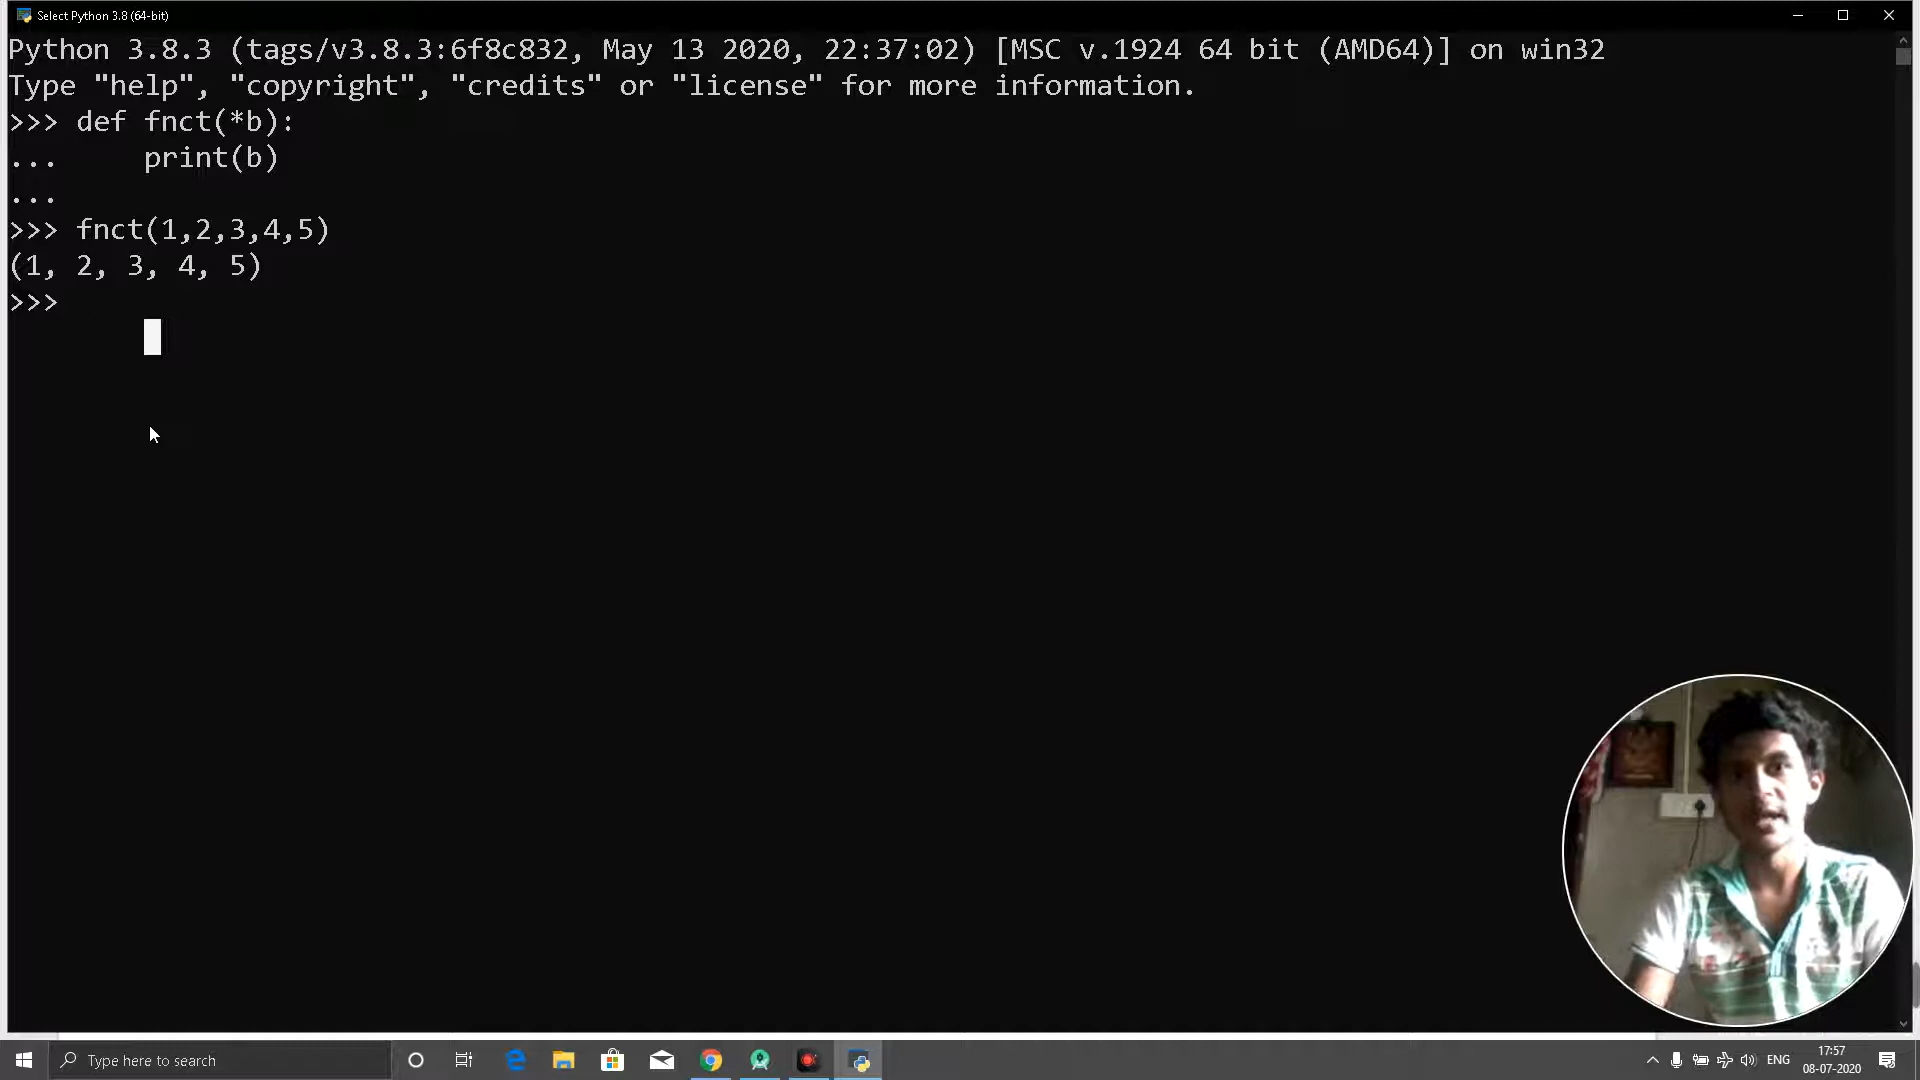 Select Python 3.8 (64-bit)
Python 3.8.3 (tags/v3.8.3:6f8c832, May 13 2020, 22:37:02) [MSC v.1924 64 bit (AMD64)] on win32
Type "help", "copyright", "credits" or "license" for more information.
>>> def fnct(*b):
...     print(b)
...
>>> fnct(1,2,3,4,5)
(1, 2, 3, 4, 5)
>>>
Type here to search
ENG
17:57
08-07-2020